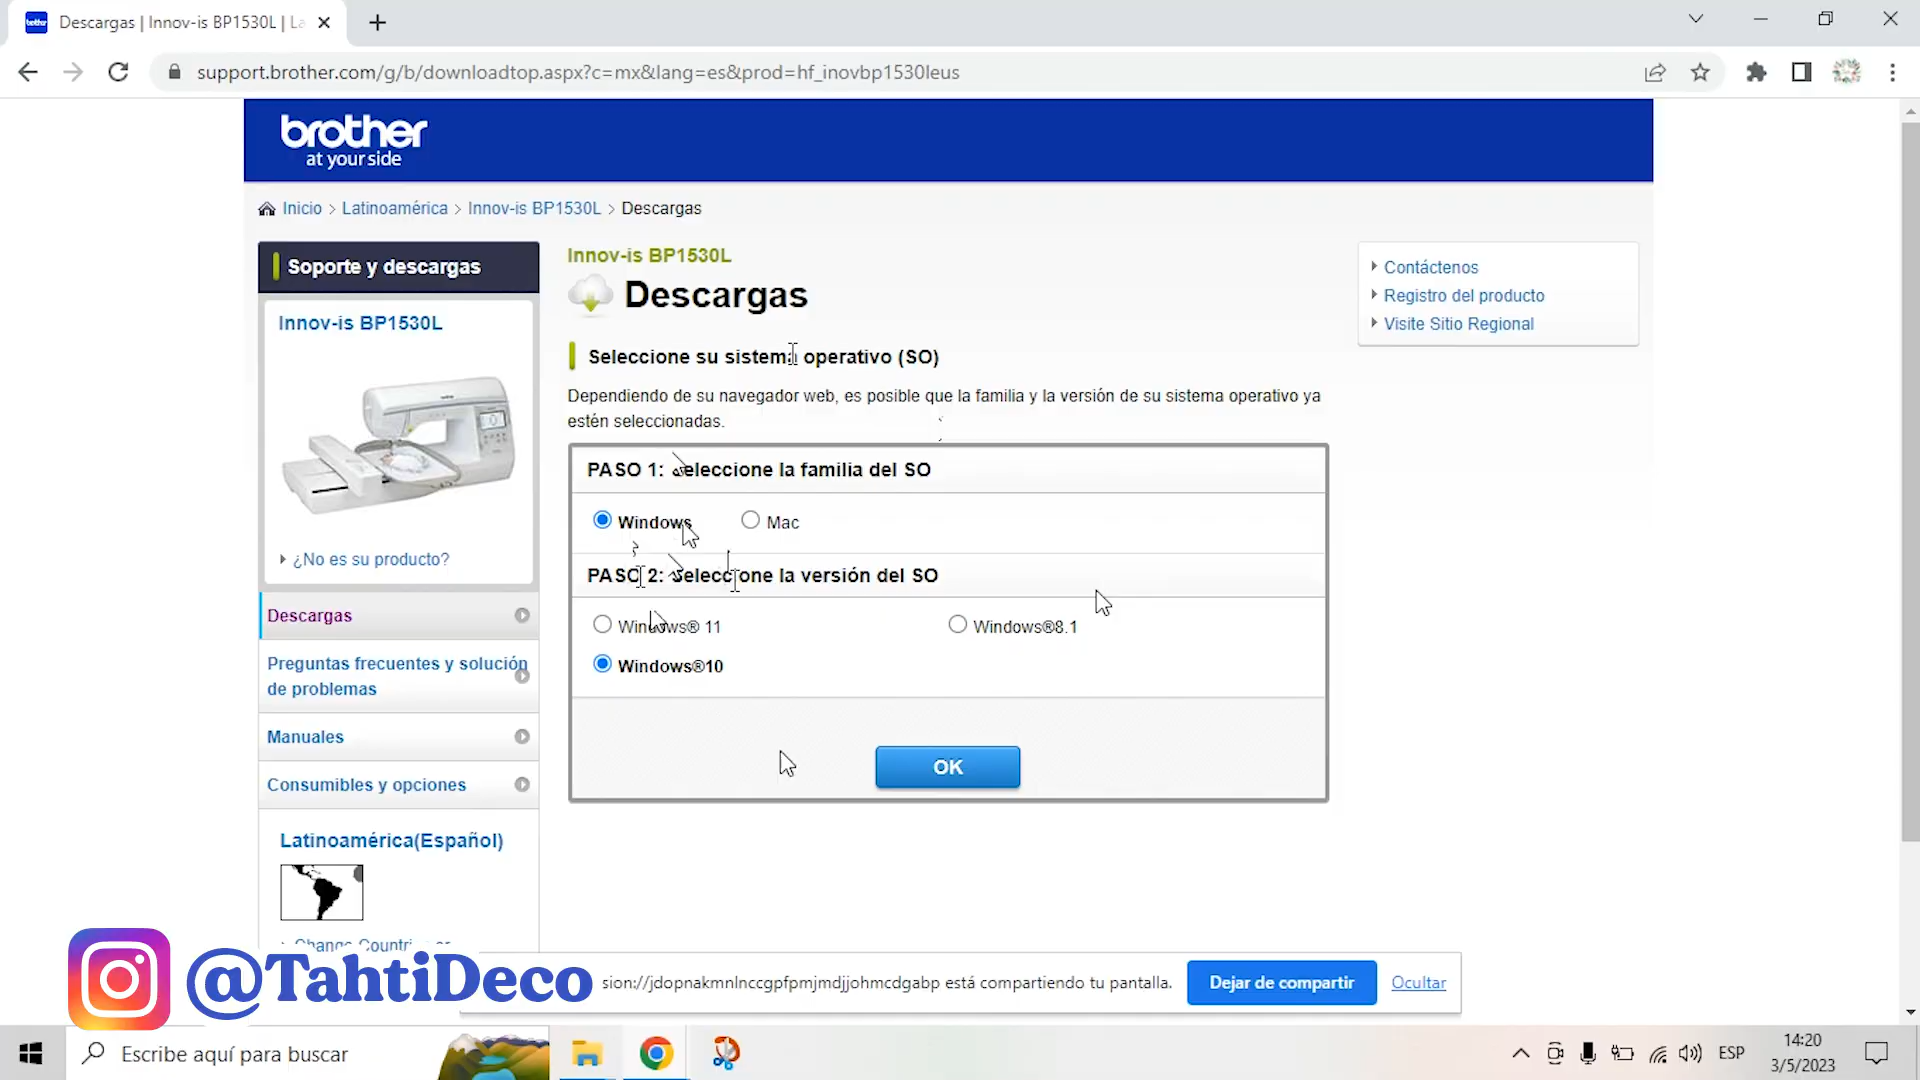 brother
Descargas | Innov-is BP1530L | La
support.brother.com/g/b/downloadtop.aspx?c=mx&lang=es&prod=hf_inovbp1530leus
brother
at your side
Inicio > Latinoamérica > Innov-is BP1530L > Descargas
Soporte y descargas
Innov-is BP1530L
¿No es su producto?
Descargas
Preguntas frecuentes y solución
de problemas
Manuales
Consumibles y opciones
Latinoamérica(Español)
Innov-is BP1530L
Descargas
Seleccione su sistema operativo (SO)
Dependiendo de su navegador web, es posible que la familia y la versión de su sistema operativo ya
estén seleccionadas.
PASO 1: Seleccione la familia del SO
Windows Mac
PASO 2: Seleccione la versión del SO
Windows® 11 Windows®8.1
Windows®10
OK
Contáctenos
Registro del producto
Visite Sitio Regional
@TahtiDeco
sion://jdopnakmnlnccgpfpmjmdjjohmcdgabp está compartiendo tu pantalla. Dejar de compartir Ocultar
Escribe aquí para buscar
ESP
14:20
3/5/2023